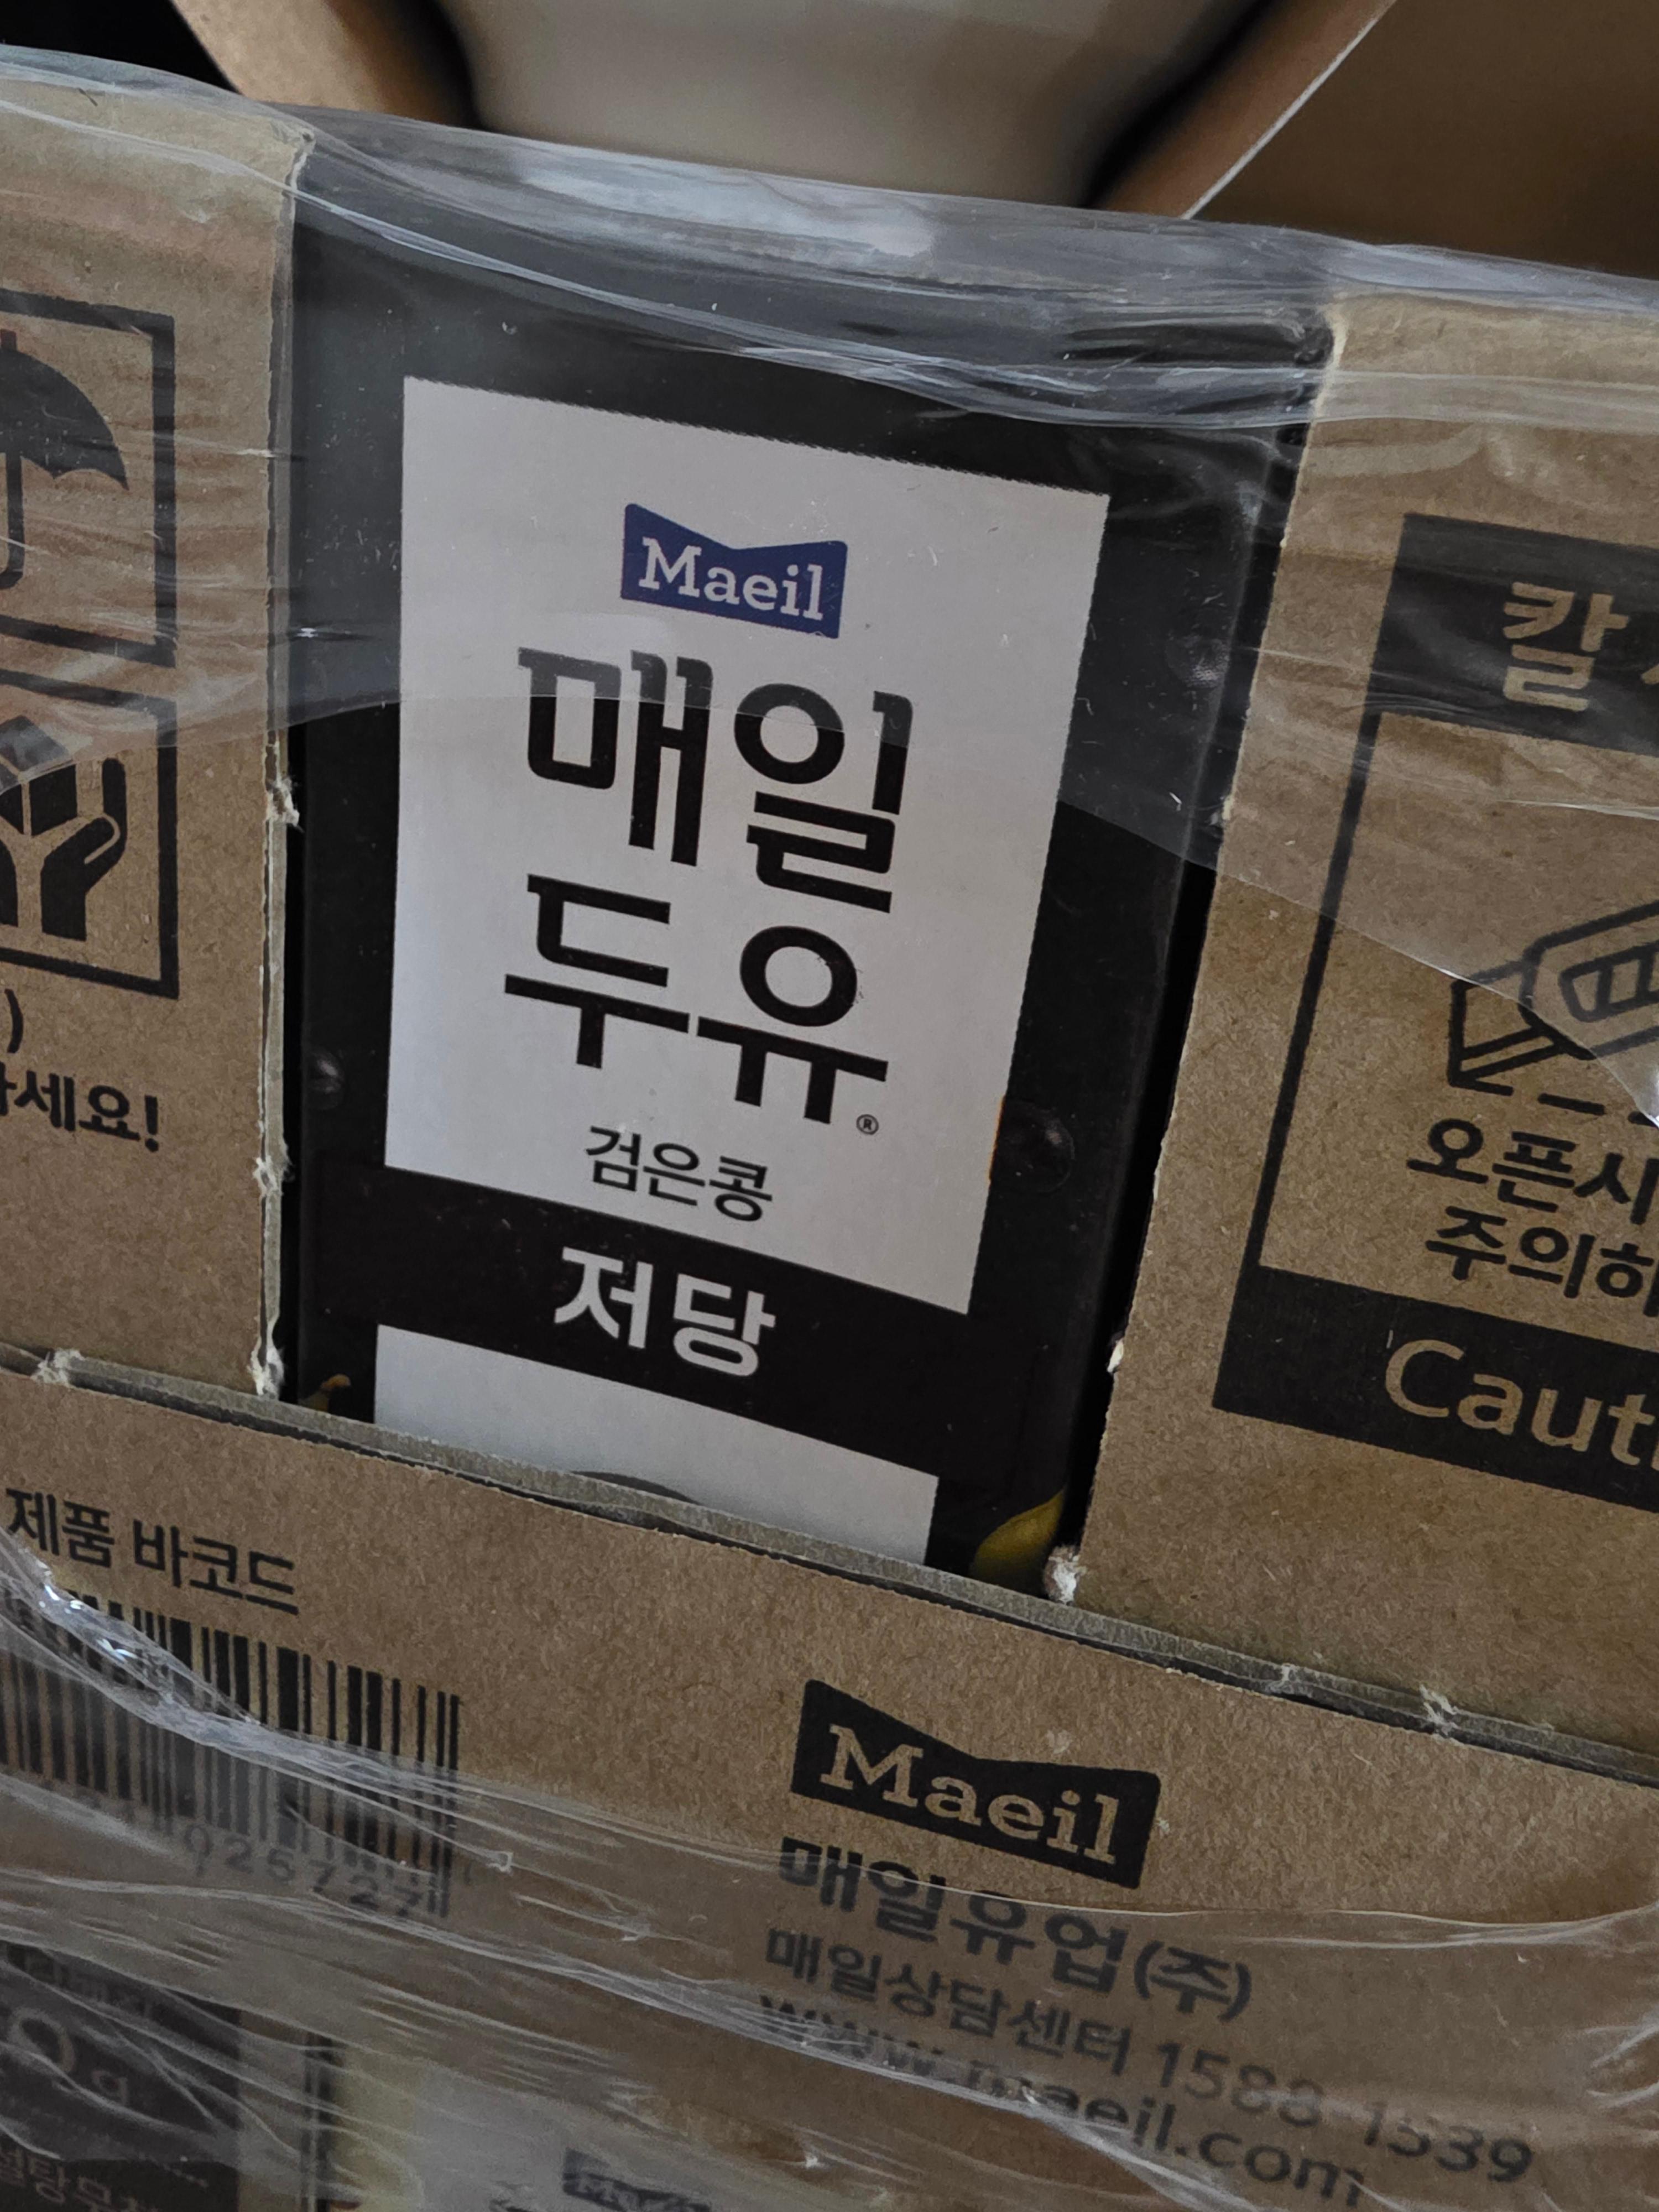 Maeil
매일
두유®
검은콩
저당
칼
오픈시
주의하
Caut
세요!
제품 바코드
Maeil
매일유업(주)
매일상담센터 1588-1539
www.maeil.com